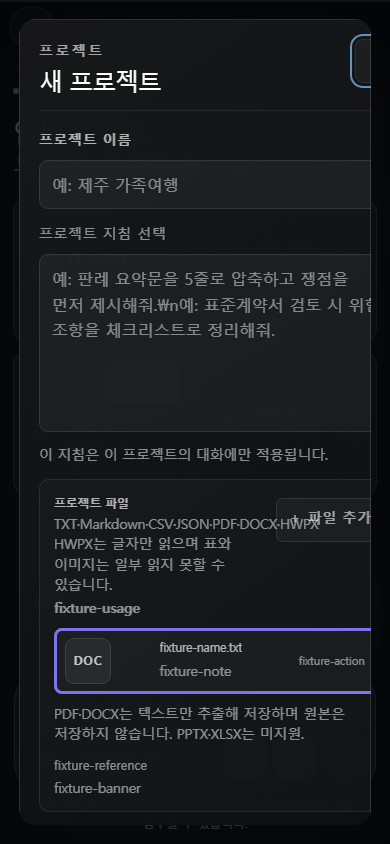 프로젝트
새 프로젝트
프로젝트 이름
예: 제주 가족여행
프로젝트 지침 선택
예: 판례 요약문을 5줄로 압축하고 쟁점을
먼저 제시해줘.₩n예: 표준계약서 검토 시 위험
조항을 체크리스트로 정리해줘.
이 지침은 이 프로젝트의 대화에만 적용됩니다.
프로젝트 파일
TXT·Markdown·CSV·JSON·PDF·DOCX·HWPX
+ 파일 추가
HWPX는 글자만 읽으며 표와
이미지는 일부 읽지 못할 수
있습니다.
fixture-usage
DOC
fixture-name.txt
fixture-note
fixture-action
PDF·DOCX는 텍스트만 추출해 저장하며 원본은
저장하지 않습니다. PPTX·XLSX는 미지원.
fixture-reference
fixture-banner